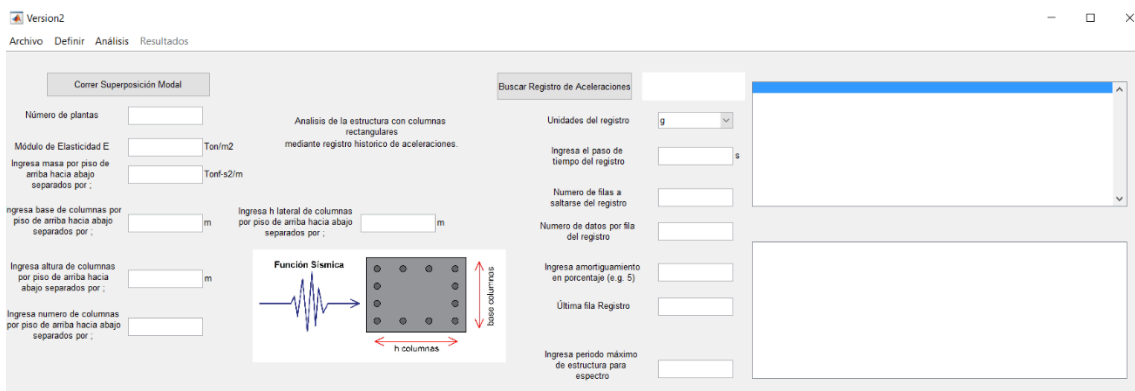 Version2
Archivo Definir Análisis Resultados
Correr Superposición Modal
Número de plantas
Módulo de Elasticidad E
Ton/m2
Ingresa masa por piso de
arriba hacia abajo
separados por ;
Tonf-s2/m
ngresa base de columnas por
piso de arriba hacia abajo
separados por ;
m
Ingresa altura de columnas
por piso de arriba hacia
abajo separados por ;
m
Ingresa numero de columnas
por piso de arriba hacia abajo
separados por ;
Analisis de la estructura con columnas
rectangulares
mediante registro historico de aceleraciones.
Ingresa h lateral de columnas
por piso de arriba hacia abajo
separados por ;
m
Función Sísmica
base columnas
h columnas
Buscar Registro de Aceleraciones
Unidades del registro
g
Ingresa el paso de
tiempo del registro
s
Numero de filas a
saltarse del registro
Numero de datos por fila
del registro
Ingresa amortiguamiento
en porcentaje (e.g. 5)
Última fila Registro
Ingresa periodo máximo
de estructura para
espectro